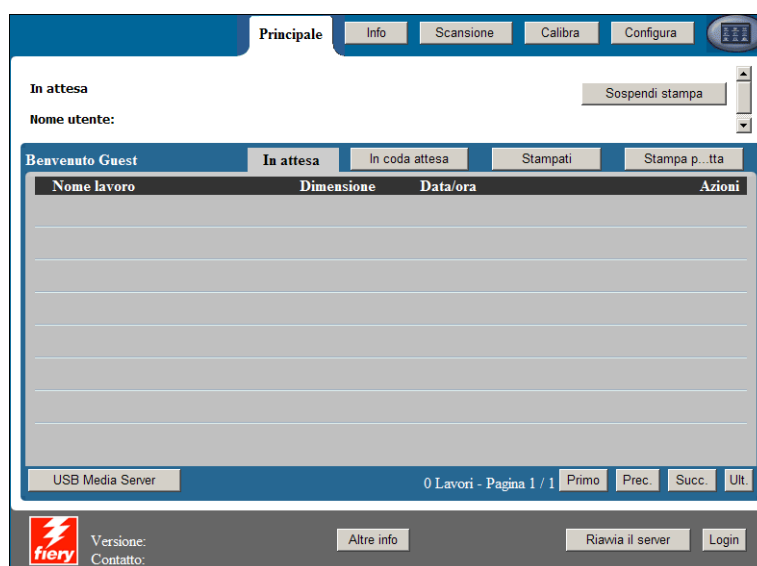 Principale Info Scansione Calibra Configura
In attesa Sospendi stampa
Nome utente:
Benvenuto Guest In attesa In coda attesa Stampati Stampa p...tta
Nome lavoro Dimensione Data/ora Azioni
USB Media Server 0 Lavori - Pagina 1 / 1 Primo Prec. Succ. Ult.
fiery Versione: Altre info Riavvia il server Login
Contatto: